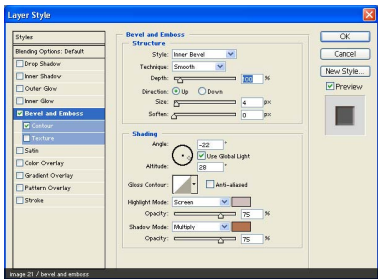 Layer Style
Styles
Blending Options: Default
Drop Shadow
Inner Shadow
Outer Glow
Inner Glow
Bevel and Emboss
Contour
Texture
Satin
Color Overlay
Gradient Overlay
Pattern Overlay
Stroke
Bevel and Emboss
Structure
Style: Inner Bevel
Technique: Smooth
Depth: 100 %
Direction: Up Down
Size: 4 px
Soften: 0 px
Shading
Angle: -22 °
Use Global Light
Altitude: 28 °
Gloss Contour: Anti-aliased
Highlight Mode: Screen
Opacity: 75 %
Shadow Mode: Multiply
Opacity: 75 %
OK
Cancel
New Style...
Preview
image 21 / bevel and emboss